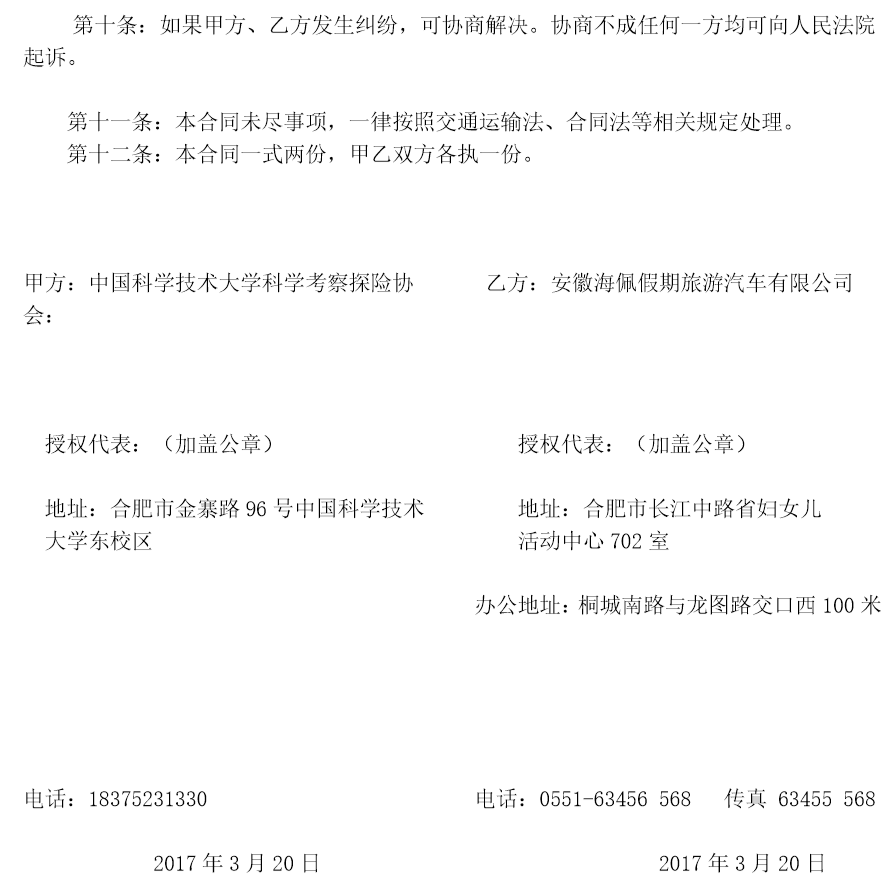 第十条：如果甲方、乙方发生纠纷，可协商解决。协商不成任何一方均可向人民法院
起诉。
第十一条：本合同未尽事项，一律按照交通运输法、合同法等相关规定处理。
第十二条：本合同一式两份，甲乙双方各执一份。
甲方：中国科学技术大学科学考察探险协
会：
乙方：安徽海佩假期旅游汽车有限公司
授权代表：（加盖公章）
授权代表：（加盖公章）
地址：合肥市金寨路 96 号中国科学技术
大学东校区
地址：合肥市长江中路省妇女儿
活动中心 702 室
办公地址：桐城南路与龙图路交口西 100 米
电话：18375231330
电话：0551-63456 568 传真 63455 568
2017 年 3 月 20 日
2017 年 3 月 20 日